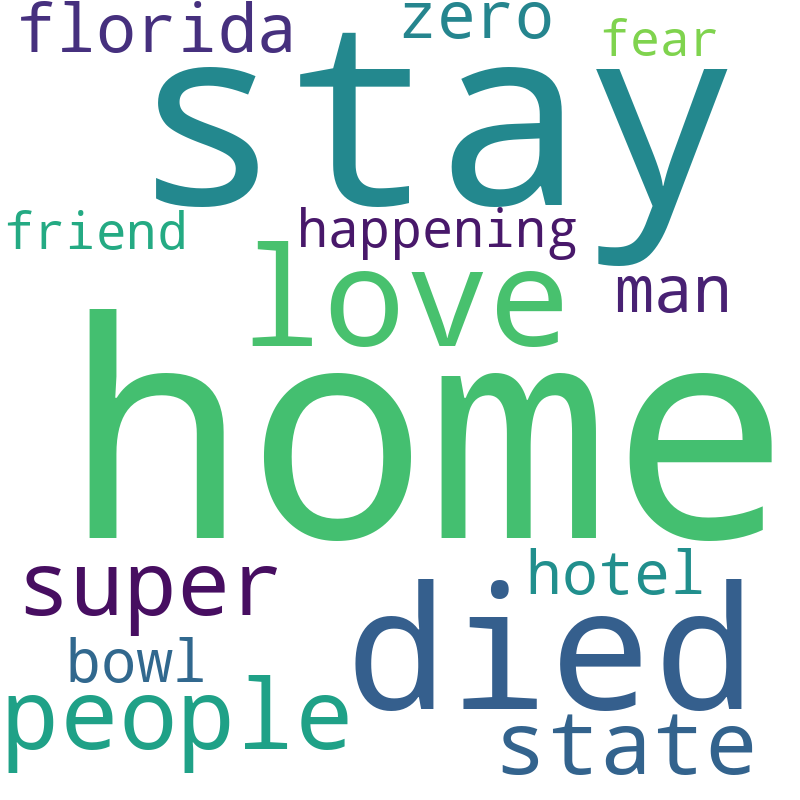 florida
zero
fear
stay
friend
happening
love
man
home
super
hotel
died
bowl
people
state